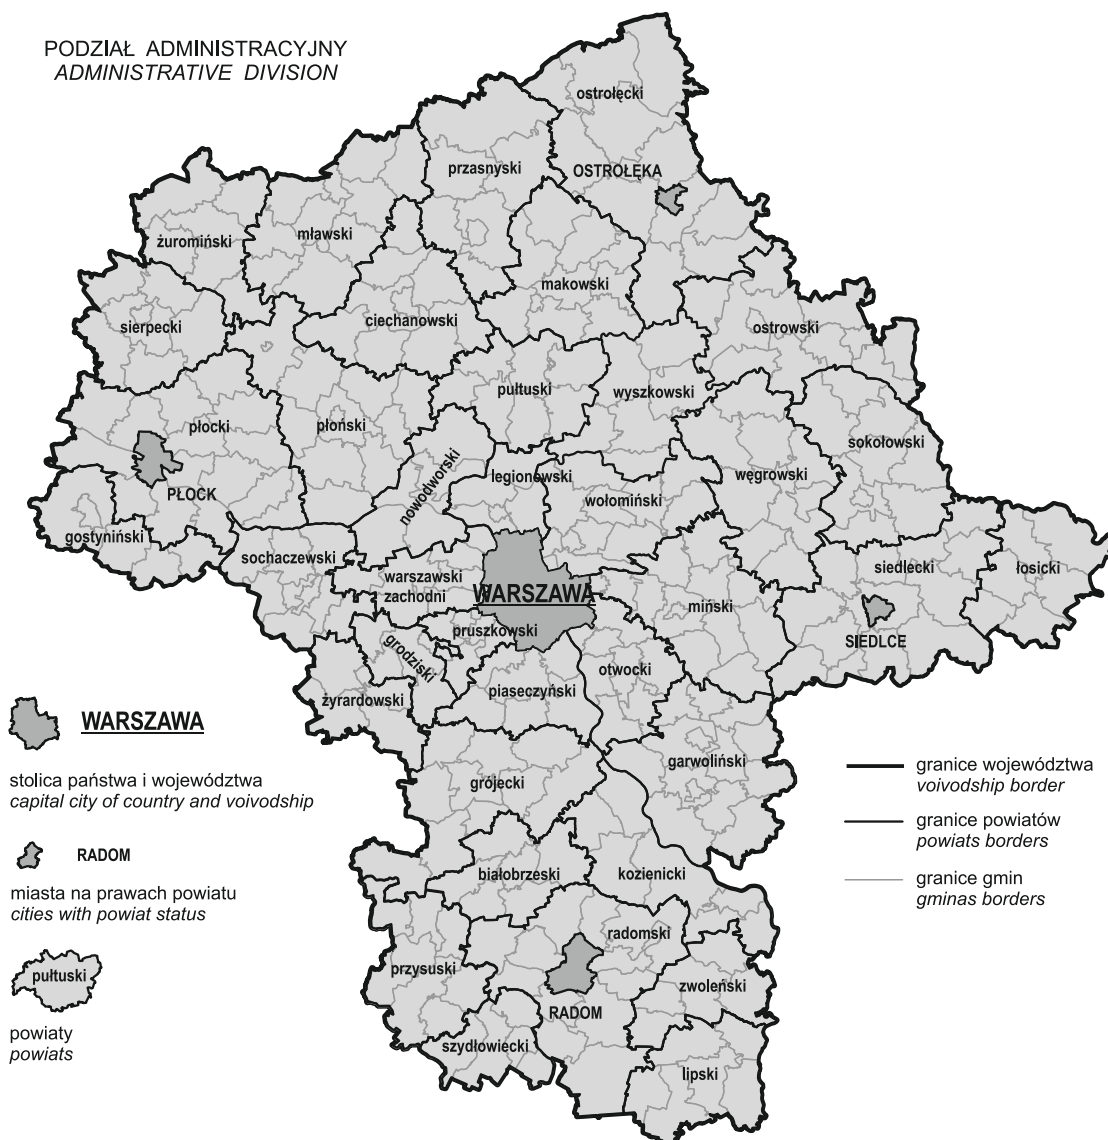 PODZIAŁ ADMINISTRACYJNY
ADMINISTRATIVE DIVISION
ostrołęcki
przasnyski
OSTROŁĘKA
żuromiński
mławski
makowski
sierpecki
ciechanowski
ostrowski
pułtuski
wyszkowski
płocki
płoński
sokołowski
nowodworski
legionowski
węgrowski
PŁOCK
wołomiński
gostyniński
sochaczewski
siedlecki
łosicki
warszawski
zachodni
WARSZAWA
miński
pruszkowski
SIEDLCE
grodziski
otwocki
piaseczyński
żyrardowski
WARSZAWA
stolica państwa i województwa
capital city of country and voivodship
grójecki
garwoliński
granice województwa
voivodship border
granice powiatów
powiats borders
granice gmin
gminas borders
RADOM
miasta na prawach powiatu
cities with powiat status
białobrzeski
kozienicki
radomski
przysuski
zwoleński
pułtuski
RADOM
powiaty
powiats
szydłowiecki
lipski